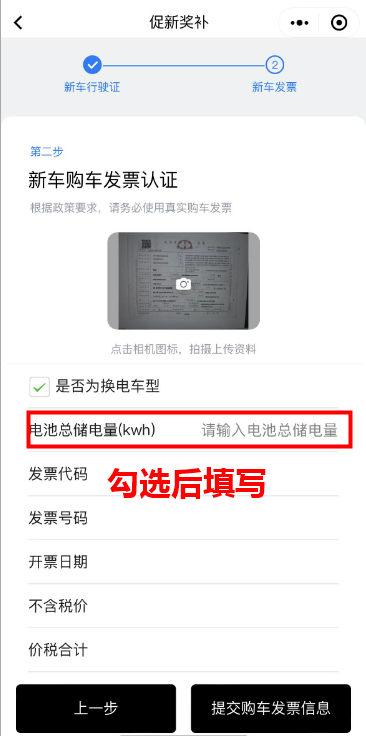 促新奖补
2
新车行驶证
新车发票
第二步
新车购车发票认证
根据政策要求，请务必使用真实购车发票
点击相机图标，拍摄上传资料
是否为换电车型
电池总储电量(kwh)
请输入电池总储电量
发票代码
勾选后填写
发票号码
开票日期
不含税价
价税合计
上一步
提交购车发票信息